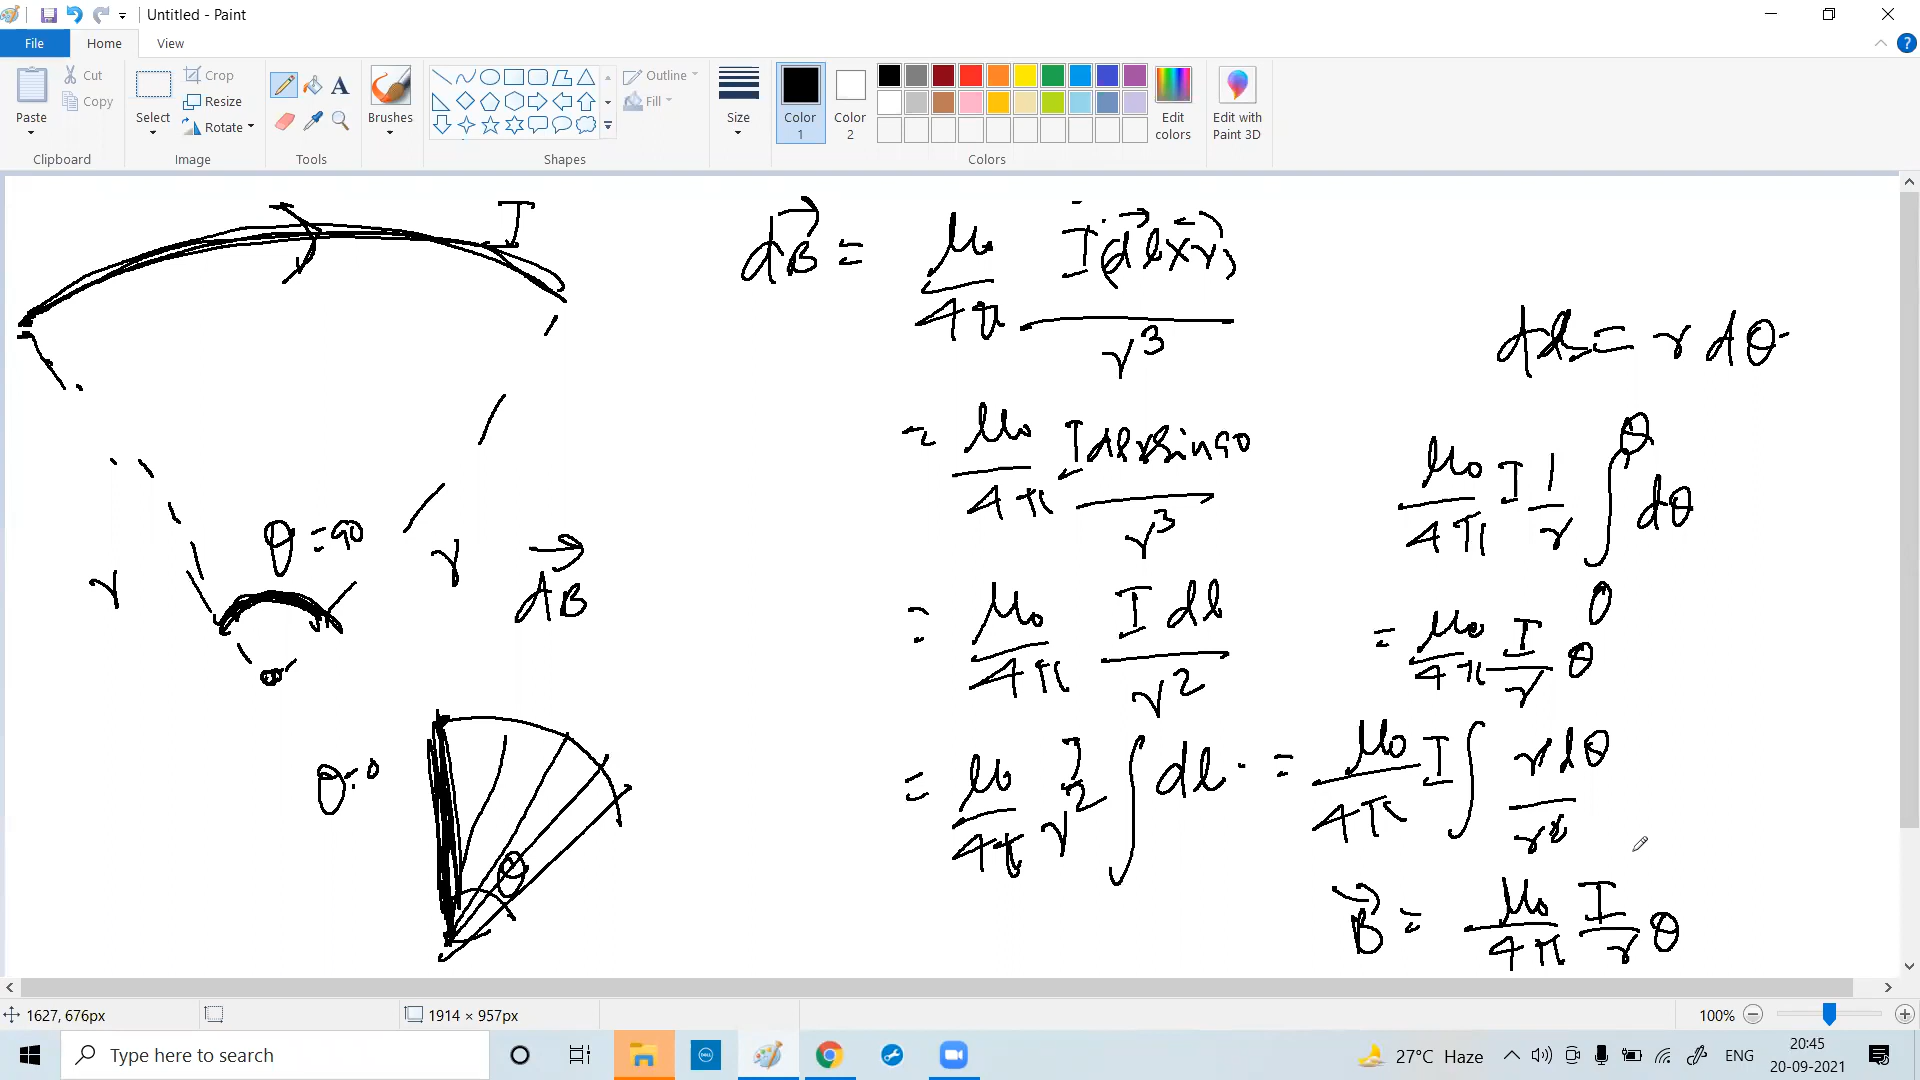 Untitled - Paint
File
Home
View
Paste
Cut
Copy
Clipboard
Select
Crop
Resize
Rotate
Image
A
Tools
Brushes
Outline
Fill
Shapes
Size
Color 1
Color 2
Colors
Edit colors
Edit with Paint 3D
I
r
θ = 90
r
dB
θ = 0
θ
dB = μ₀/4π I(dl×r)/r³
= μ₀/4π Idlrsin90/r³
= μ₀/4π I dl/r²
= μ₀/4π I/r² ∫ dl
dl = r dθ
μ₀/4π I 1/r ∫₀^θ dθ
= μ₀/4π I/r θ
= μ₀/4π I ∫ rdθ/r²
B = μ₀/4π I/r θ
1627, 676px
1914 × 957px
100%
Type here to search
27°C Haze
ENG
20:45
20-09-2021